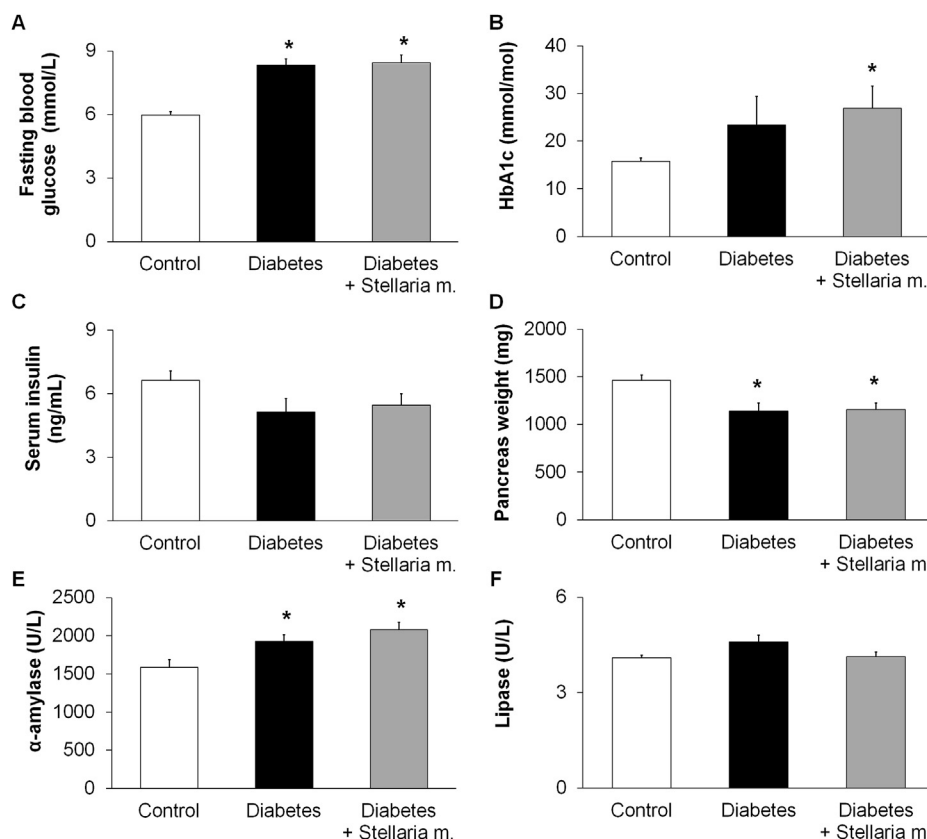 A
Fasting blood
glucose (mmol/L)
9
6
3
0
*
*
Control
Diabetes
Diabetes
+ Stellaria m.
B
HbA1c (mmol/mol)
40
30
20
10
0
*
Control
Diabetes
Diabetes
+ Stellaria m.
C
Serum insulin
(ng/mL)
9
6
3
0
Control
Diabetes
Diabetes
+ Stellaria m.
D
Pancreas weight (mg)
2000
1500
1000
500
0
*
*
Control
Diabetes
Diabetes
+ Stellaria m
E
α-amylase (U/L)
2500
2000
1500
1000
500
0
*
*
Control
Diabetes
Diabetes
+ Stellaria m.
F
Lipase (U/L)
6
3
0
Control
Diabetes
Diabetes
+ Stellaria m.